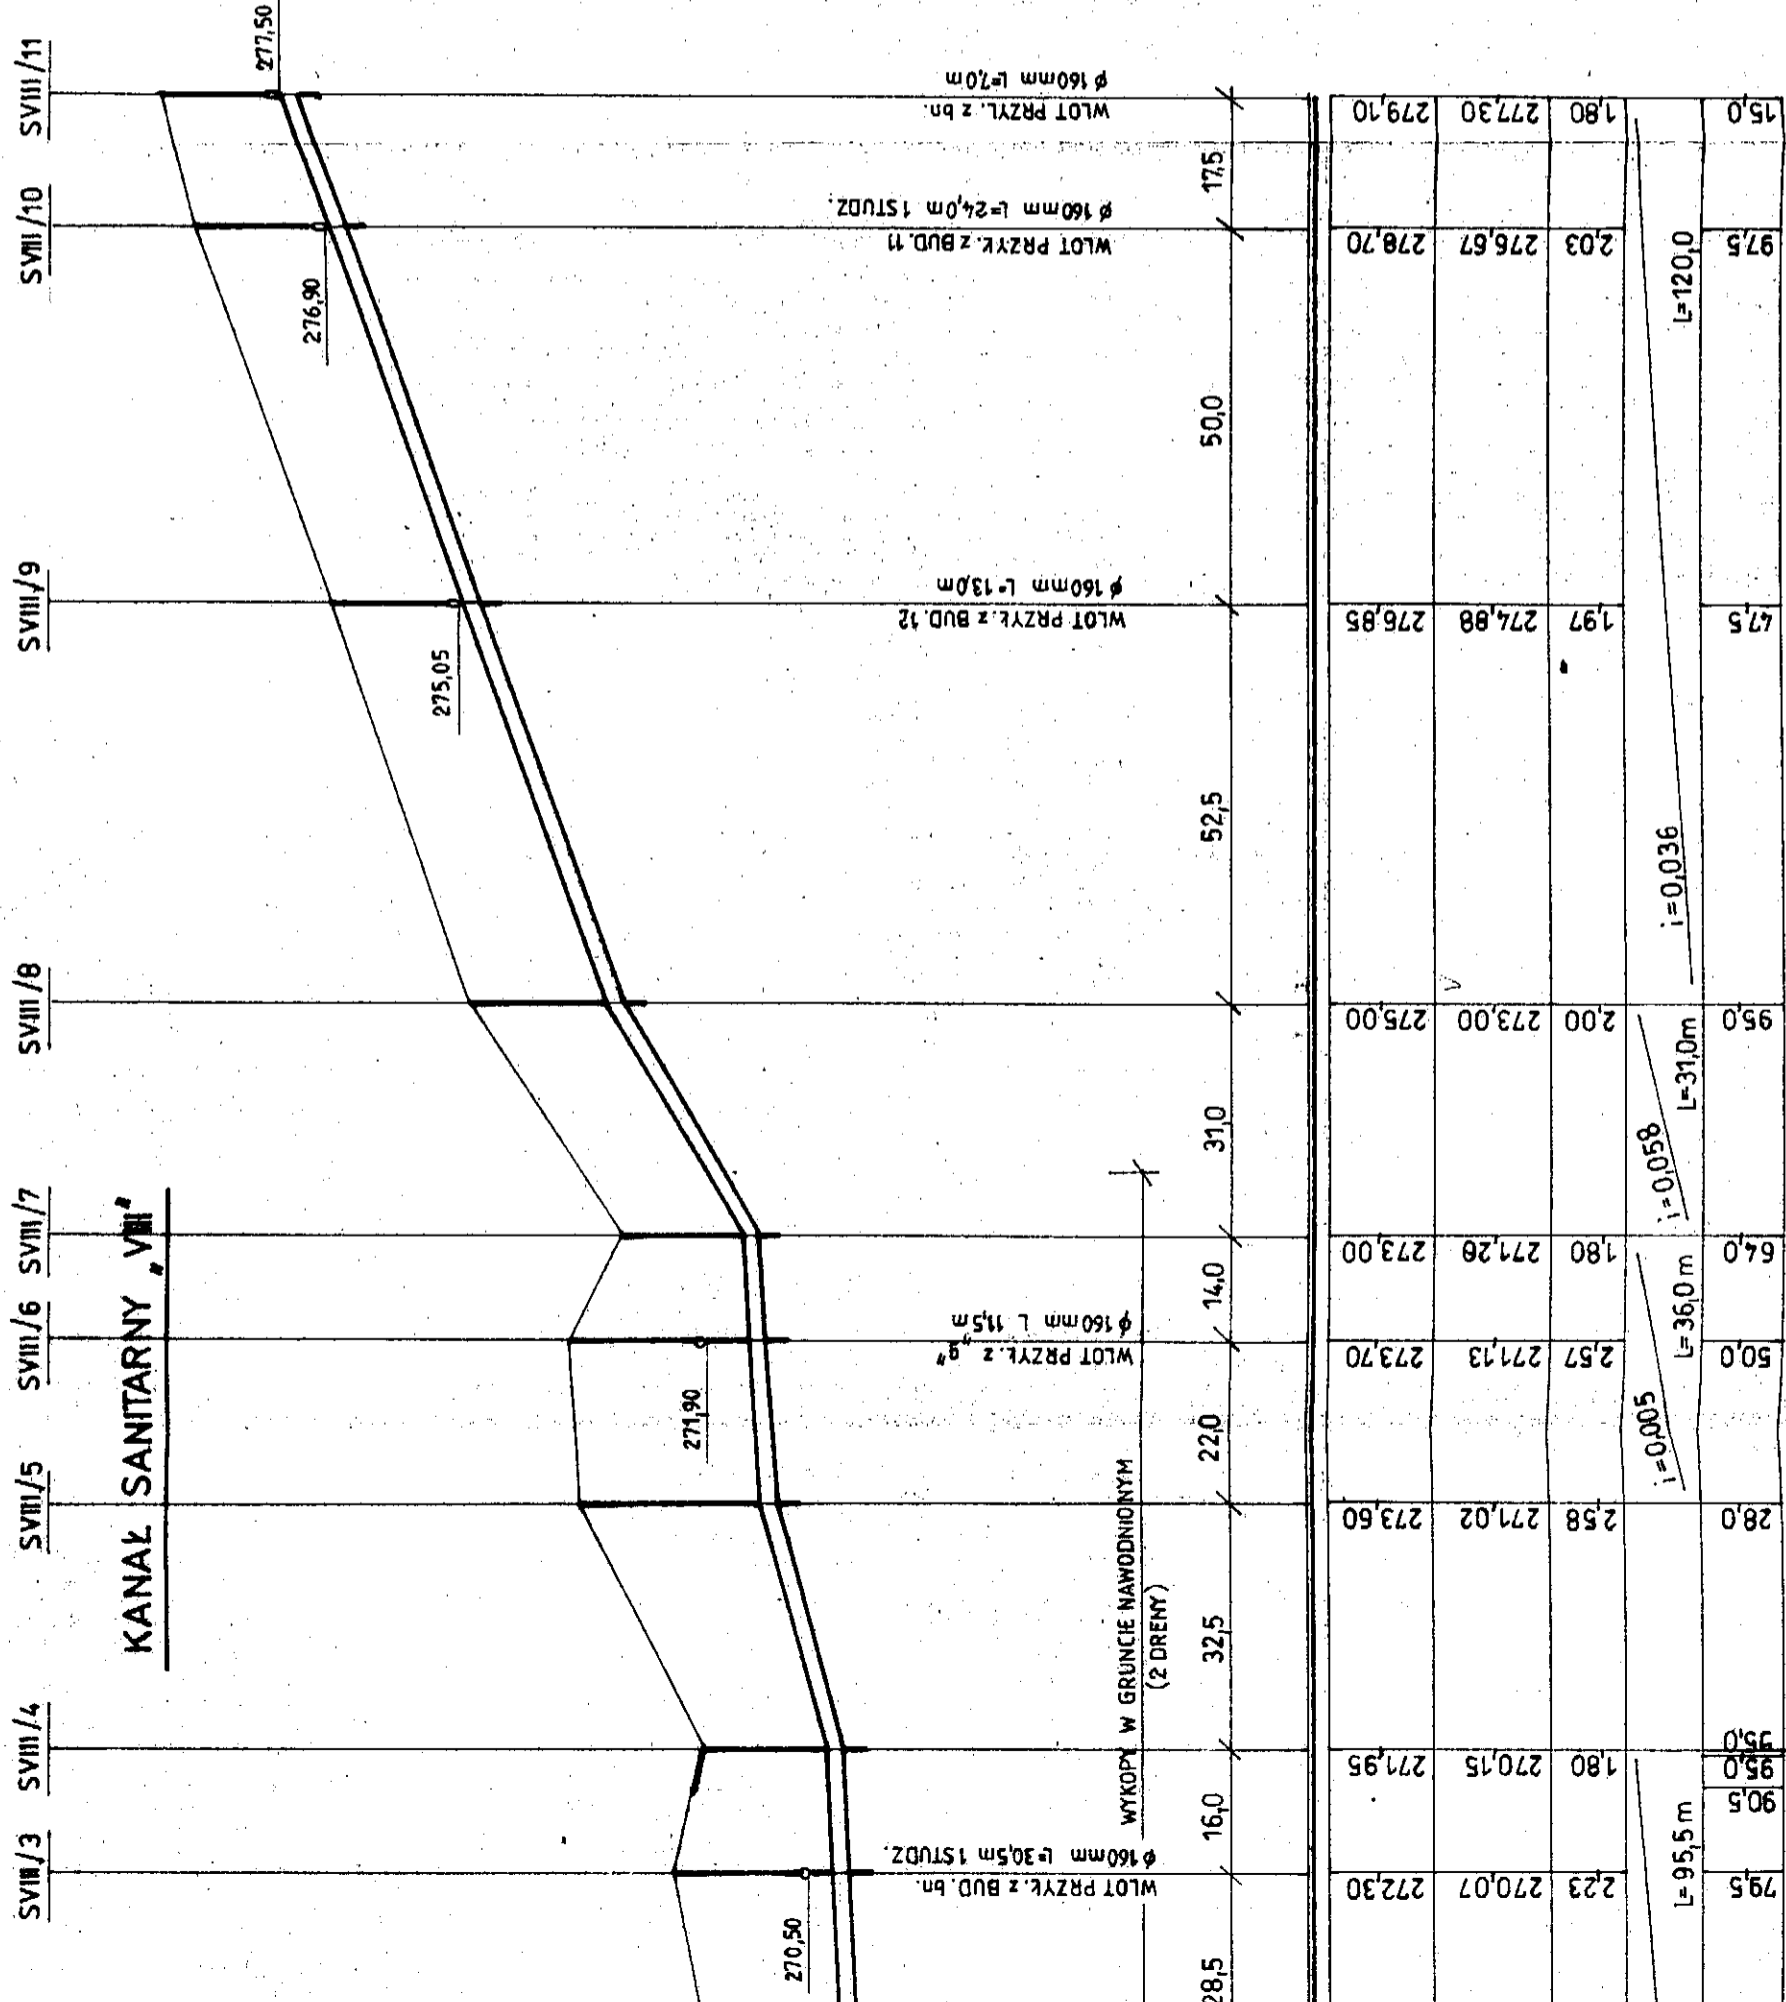 KANAŁ SANITARNY „VIII"
SVIII/3
SVIII/4
SVIII/5
SVIII/6
SVIII/7
SVIII/8
SVIII/9
SVIII/10
SVIII/11
270,50
271,90
275,05
276,90
277,50
WLOT PRZYŁ. z BUD. bn.
ø 160mm L=30,5m 1 STUDZ.
WLOT PRZYŁ. z „g"
ø 160mm L 11,5m
WLOT PRZYŁ. z BUD. 12
ø 160mm L=13,0m
WLOT PRZYŁ. z BUD. 11
ø 160mm L=24,0m 1 STUDZ.
WLOT PRZYŁ. z bn.
ø 160mm L=7,0m
WYKOPY W GRUNCIE NAWODNIONYM
(2 DRENY)
28,5
16,0
32,5
22,0
14,0
31,0
52,5
50,0
17,5
272,30
271,95
273,60
273,70
273,00
275,00
276,85
278,70
279,10
270,07
270,15
271,02
271,13
271,20
273,00
274,88
276,67
277,30
2,23
1,80
2,58
2,57
1,80
2,00
1,97
2,03
1,80
L=95,5 m
i=0,005
L=36,0 m
i=0,058
L=31,0m
i=0,036
L=120,0
79,5
90,5
95,0
95,0
28,0
50,0
64,0
95,0
47,5
97,5
15,0